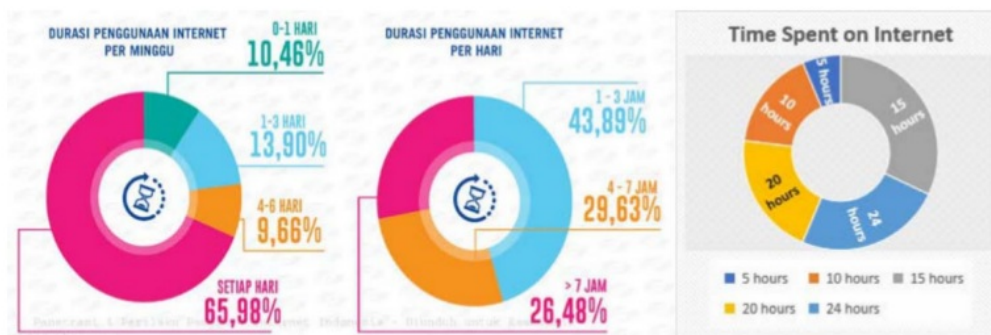 DURASI PENGGUNAAN INTERNET
PER MINGGU
0-1 HARI
10,46%
1-3 HARI
13,90%
4-6 HARI
9,66%
SETIAP HARI
65,98%
DURASI PENGGUNAAN INTERNET
PER HARI
1 - 3 JAM
43,89%
4 - 7 JAM
29,63%
> 7 JAM
26,48%
Time Spent on Internet
5 hours
15
hours
10
hours
20
hours
24
hours
5 hours
10 hours
15 hours
20 hours
24 hours